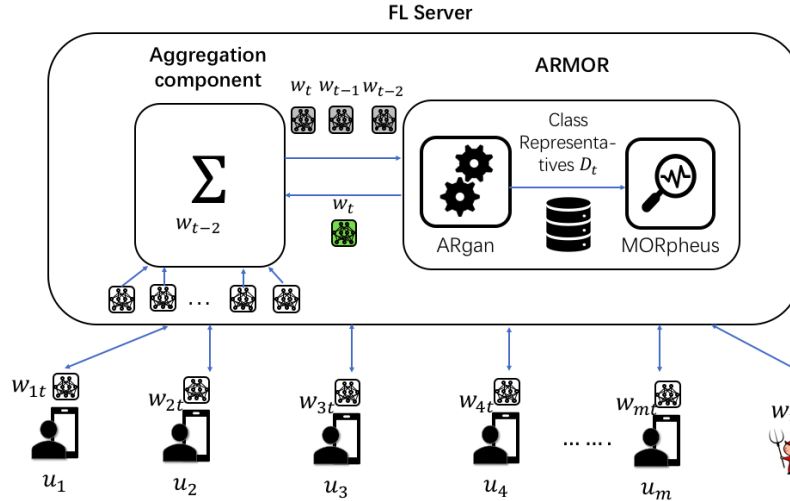 FL Server
Aggregation
component
ARMOR
w_t w_{t-1} w_{t-2}
Class
Representa-
tives D_t
Σ
w_{t-2}
w_t
ARgan
MORpheus
...
w_{1t}
w_{2t}
w_{3t}
w_{4t}
w_{mt}
w
... ... .
u_1
u_2
u_3
u_4
u_m